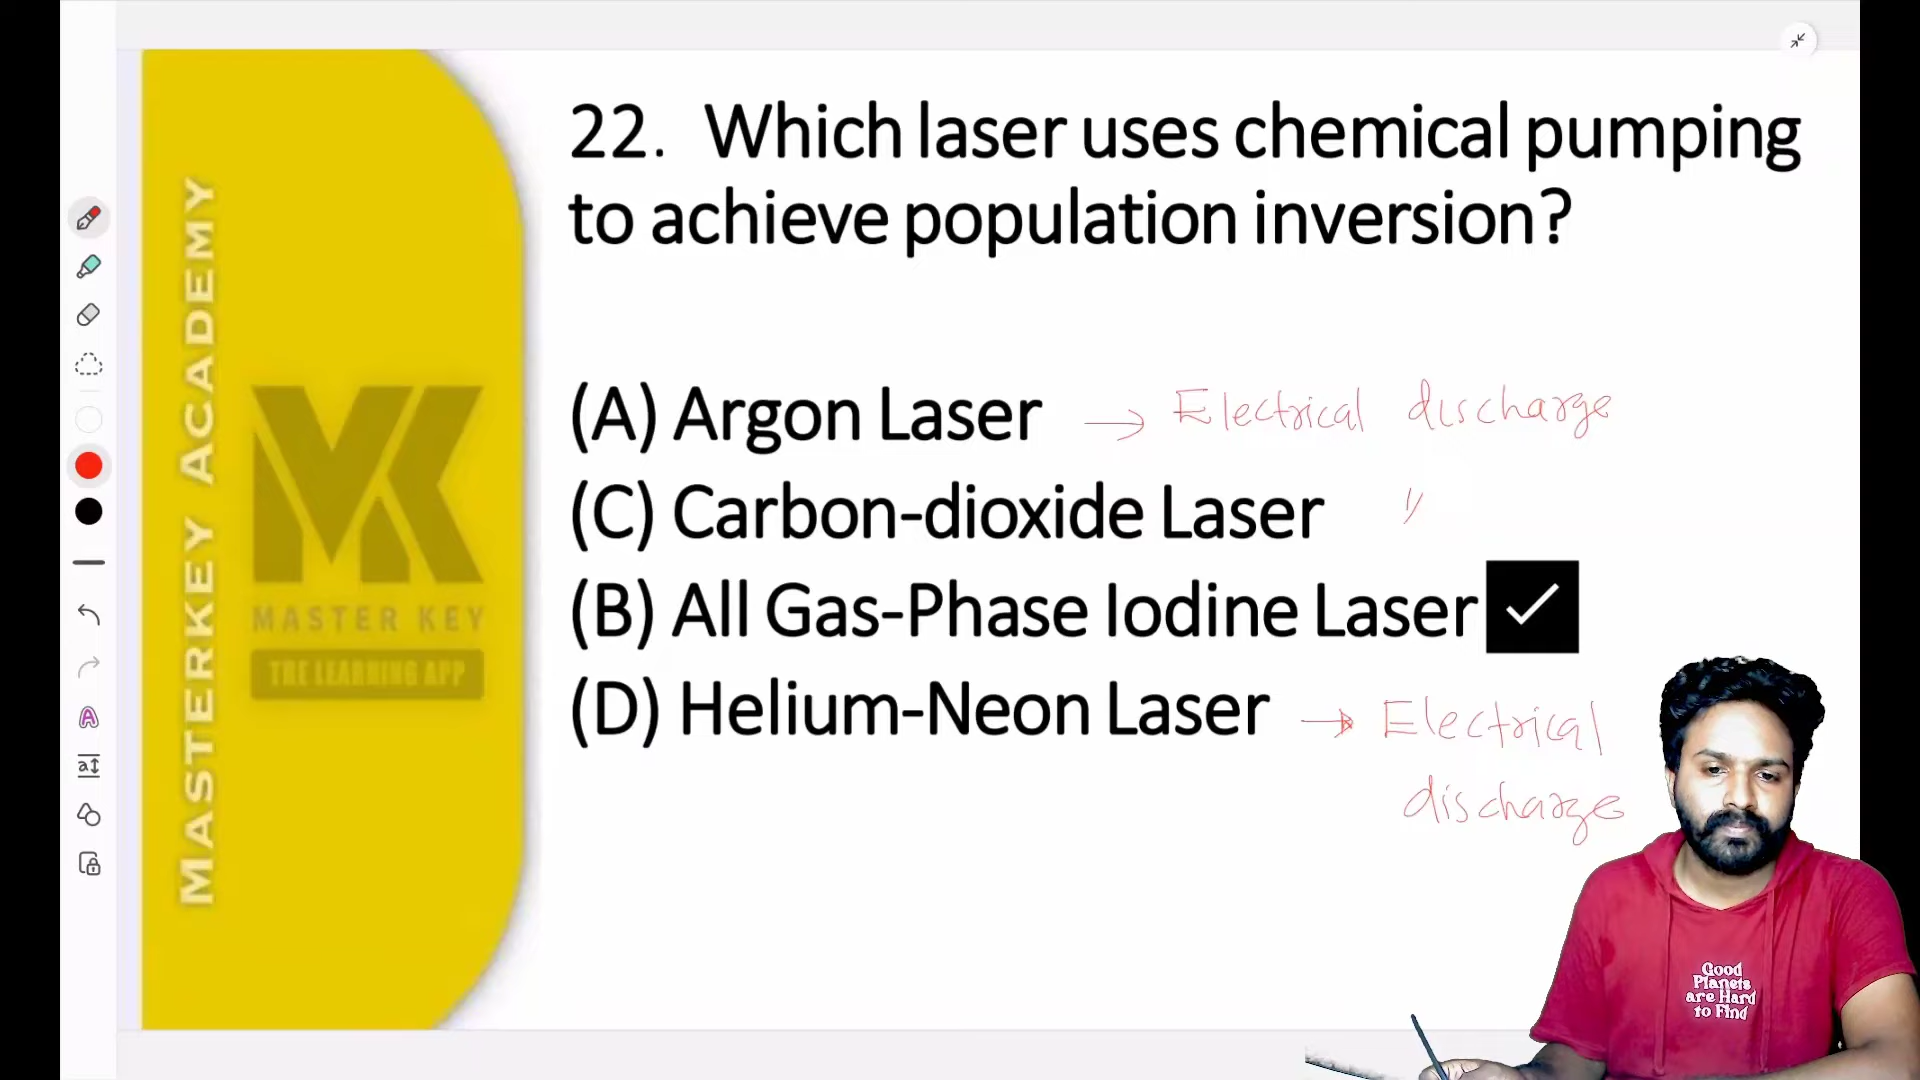 MASTERKEY ACADEMY
MASTER KEY
THE LEARNING APP
22. Which laser uses chemical pumping
to achieve population inversion?
(A) Argon Laser → Electrical discharge
(C) Carbon-dioxide Laser "
(B) All Gas-Phase Iodine Laser ✓
(D) Helium-Neon Laser → Electrical
discharge
Good
Planets
are Hard
to Find